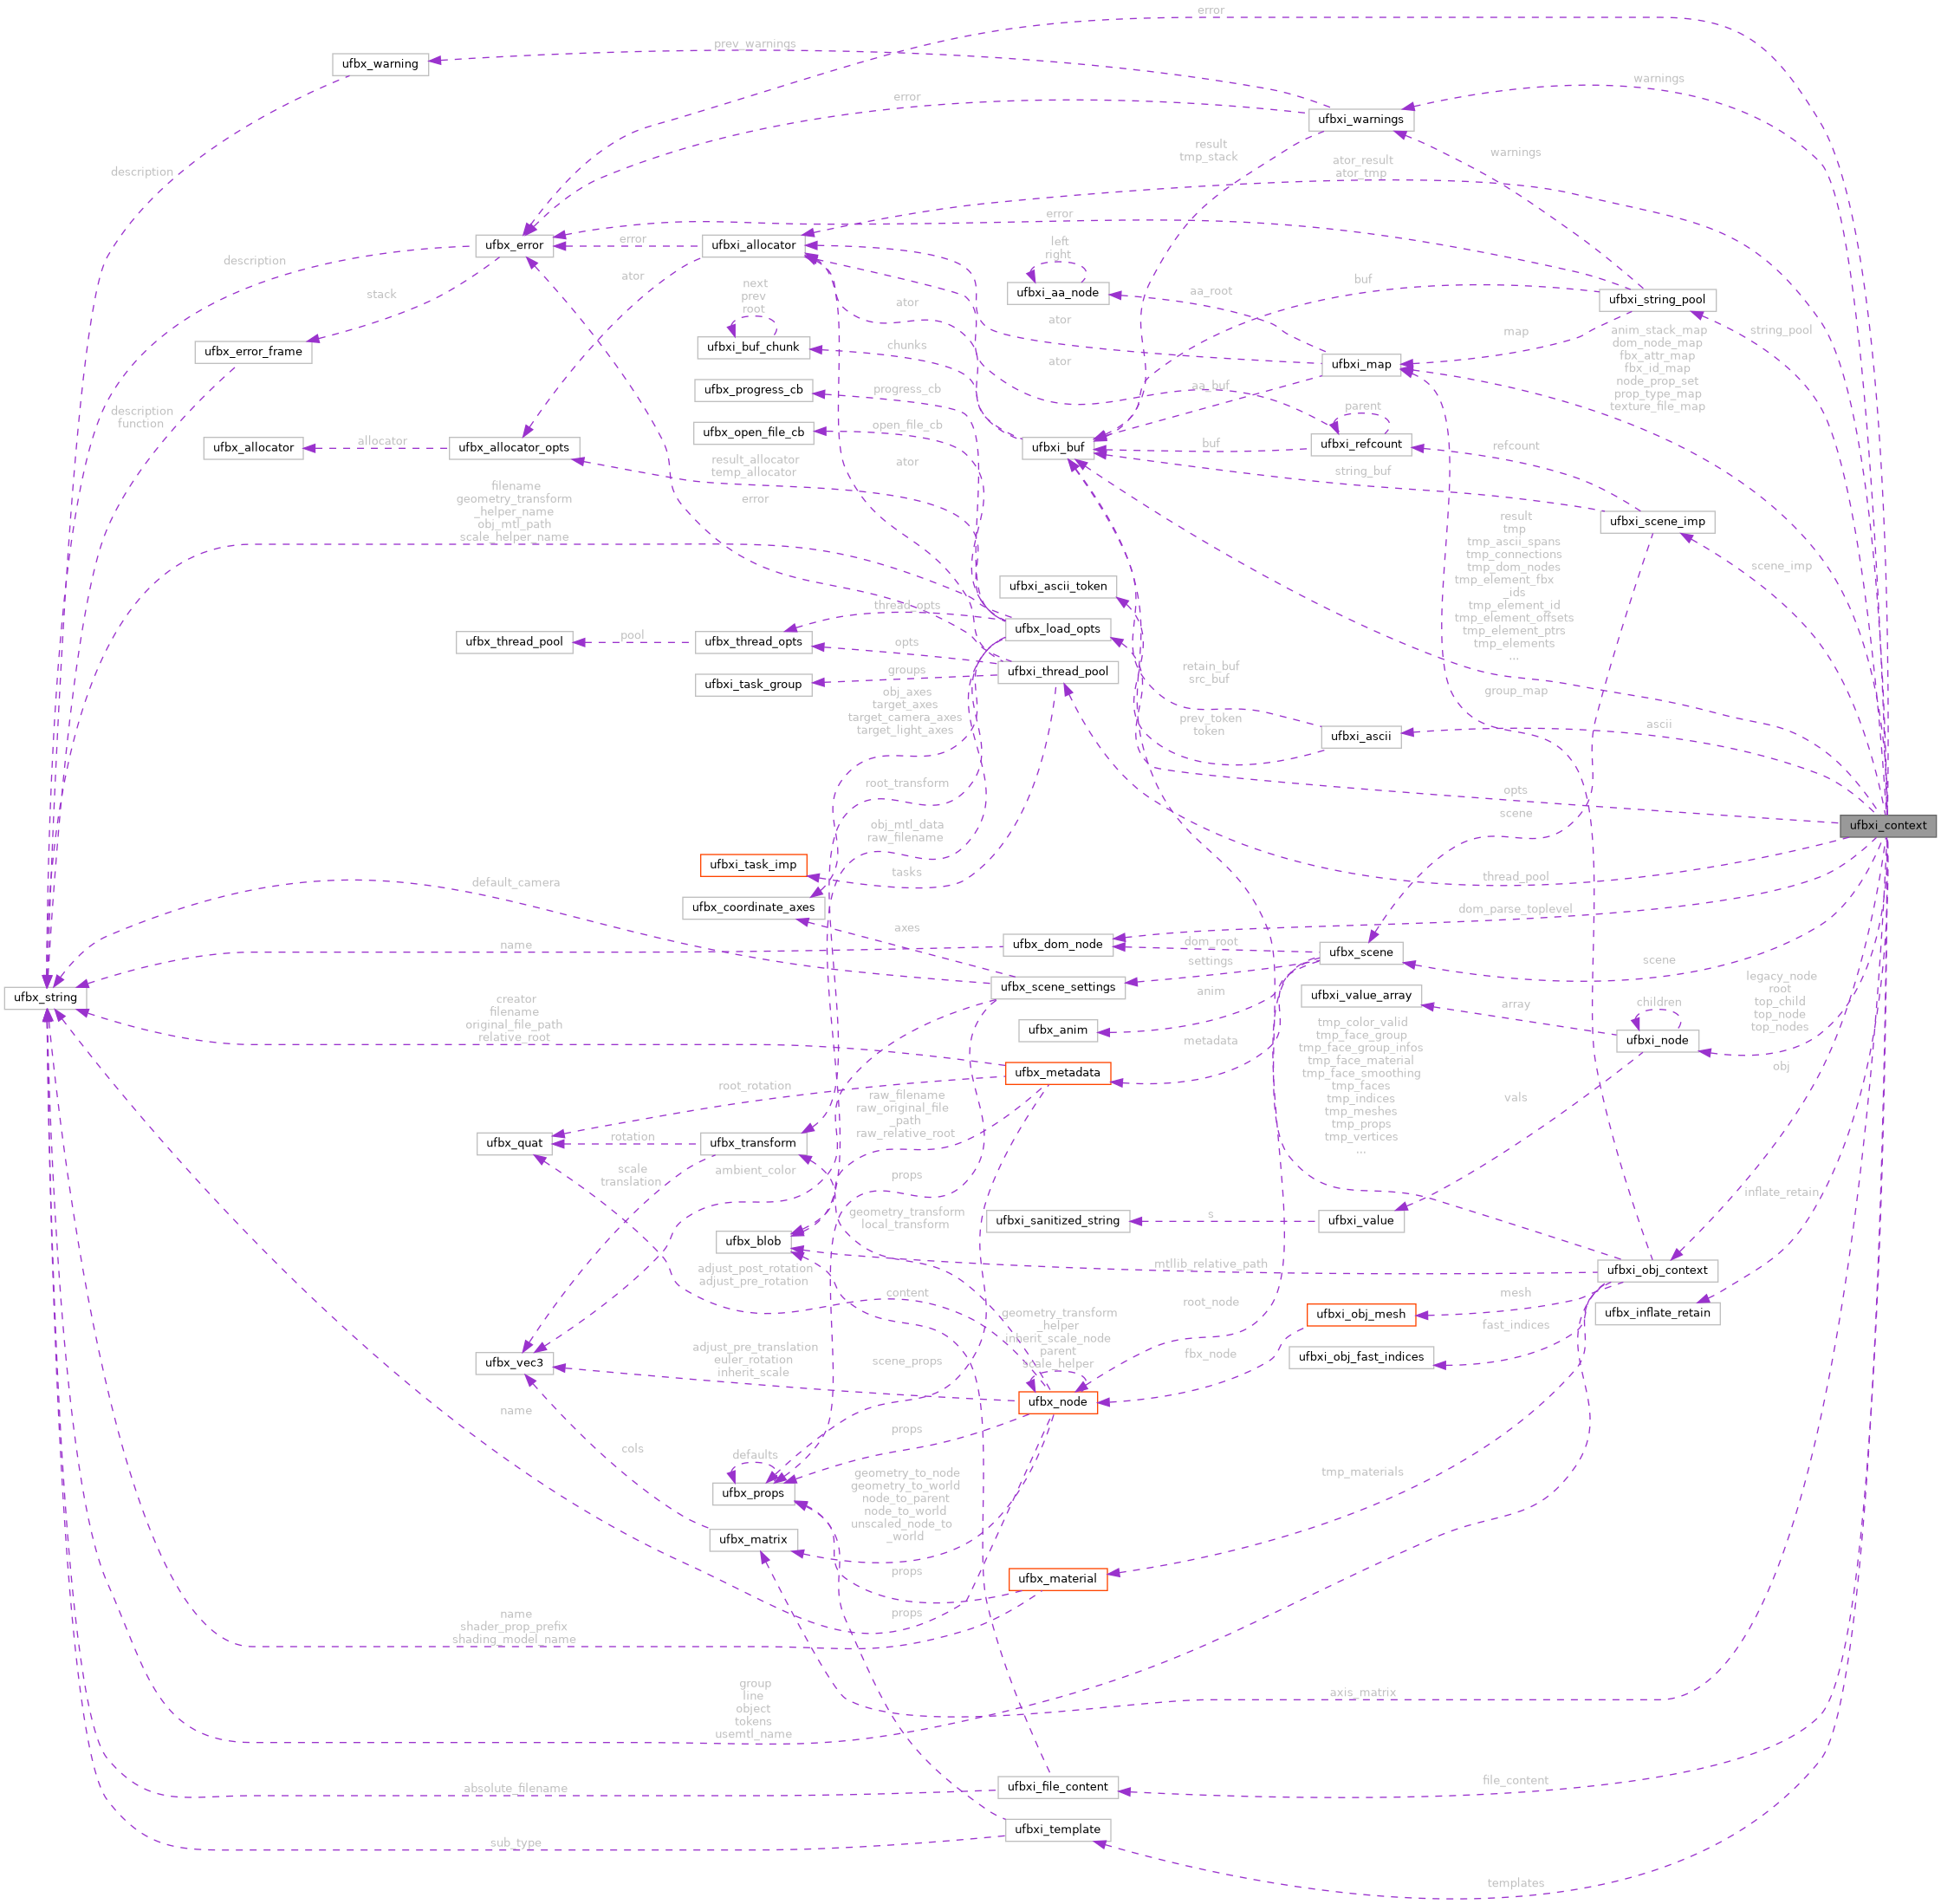 error
prev_warnings
ufbx_warning
warnings
error
ufbxi_warnings
result
tmp_stack
warnings
ator_result
ator_tmp
description
error
error
ufbx_error
ufbxi_allocator
left
right
description
ator
stack
next
prev
root
ufbxi_aa_node
aa_root
buf
ufbxi_string_pool
ator
ator
map
string_pool
anim_stack_map
dom_node_map
fbx_attr_map
fbx_id_map
node_prop_set
prop_type_map
texture_file_map
ufbx_error_frame
ufbxi_buf_chunk
chunks
ator
ufbxi_map
ufbx_progress_cb
progress_cb
aa_buf
parent
description
function
ufbx_open_file_cb
open_file_cb
ufbx_allocator
allocator
ufbx_allocator_opts
ufbxi_buf
buf
ufbxi_refcount
refcount
result_allocator
temp_allocator
ator
string_buf
filename
geometry_transform
_helper_name
obj_mtl_path
scale_helper_name
error
result
tmp
tmp_ascii_spans
tmp_connections
tmp_dom_nodes
tmp_element_fbx
_ids
tmp_element_id
tmp_element_offsets
tmp_element_ptrs
tmp_elements
...
ufbxi_scene_imp
scene_imp
ufbxi_ascii_token
thread_opts
ufbx_load_opts
ufbx_thread_pool
pool
ufbx_thread_opts
opts
ufbxi_thread_pool
retain_buf
src_buf
ufbxi_task_group
groups
obj_axes
target_axes
target_camera_axes
target_light_axes
group_map
prev_token
token
ufbxi_ascii
ascii
root_transform
opts
scene
obj_mtl_data
raw_filename
ufbxi_context
ufbxi_task_imp
tasks
thread_pool
default_camera
ufbx_coordinate_axes
axes
dom_parse_toplevel
name
ufbx_dom_node
dom_root
ufbx_scene
scene
settings
ufbx_string
ufbx_scene_settings
anim
ufbxi_value_array
array
children
legacy_node
root
top_child
top_node
top_nodes
creator
filename
original_file_path
relative_root
ufbx_anim
metadata
tmp_color_valid
tmp_face_group
tmp_face_group_infos
tmp_face_material
tmp_face_smoothing
tmp_faces
tmp_indices
tmp_meshes
tmp_props
tmp_vertices
...
ufbxi_node
obj
root_rotation
ufbx_metadata
vals
raw_filename
raw_original_file
_path
raw_relative_root
ufbx_quat
rotation
ufbx_transform
scale
translation
ambient_color
props
inflate_retain
geometry_transform
local_transform
ufbxi_sanitized_string
s
ufbxi_value
ufbx_blob
mtllib_relative_path
ufbxi_obj_context
adjust_post_rotation
adjust_pre_rotation
content
root_node
mesh
geometry_transform
_helper
inherit_scale_node
parent
scale_helper
ufbxi_obj_mesh
ufbx_inflate_retain
fast_indices
adjust_pre_translation
euler_rotation
inherit_scale
ufbx_vec3
scene_props
fbx_node
ufbxi_obj_fast_indices
ufbx_node
name
props
cols
defaults
geometry_to_node
geometry_to_world
node_to_parent
node_to_world
unscaled_node_to
_world
tmp_materials
ufbx_props
ufbx_matrix
props
ufbx_material
name
shader_prop_prefix
shading_model_name
props
group
line
object
tokens
usemtl_name
axis_matrix
absolute_filename
ufbxi_file_content
file_content
sub_type
ufbxi_template
templates